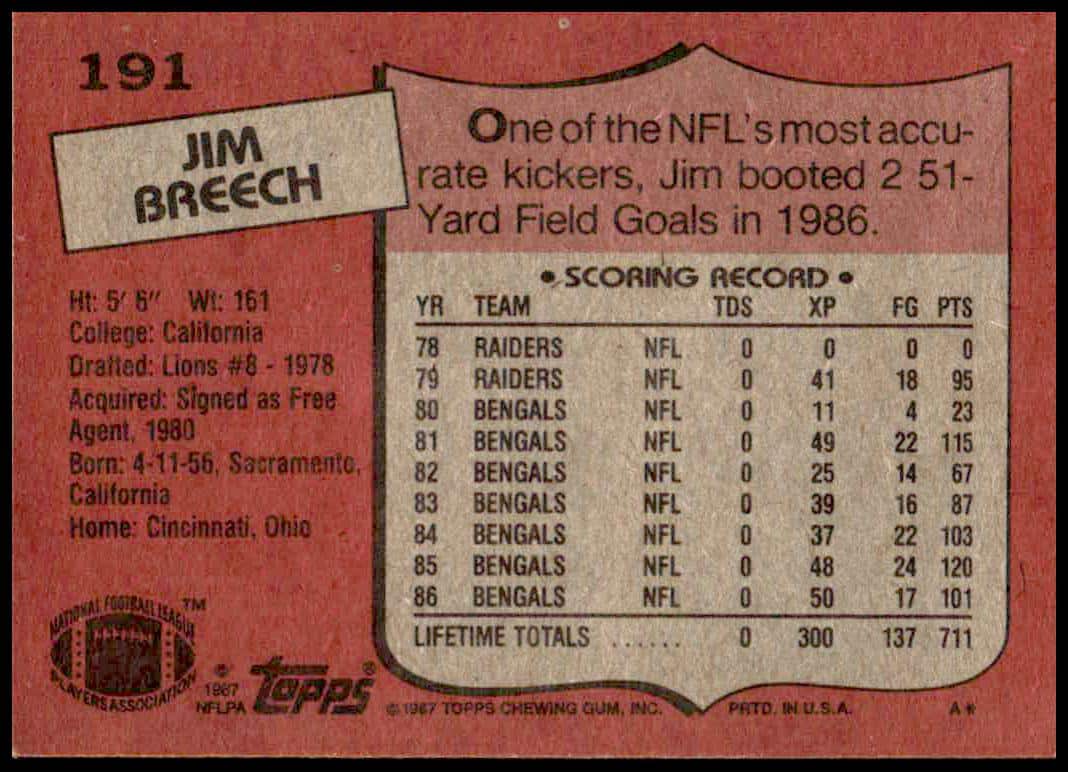 191
JIM
BREECH
One of the NFL's most accu-
rate kickers, Jim booted 2 51-
Yard Field Goals in 1986.
Ht: 5' 6" Wt: 161
College: California
Drafted: Lions #8 - 1978
Acquired: Signed as Free
Agent, 1980
Born: 4-11-56, Sacramento,
California
Home: Cincinnati, Ohio
• SCORING RECORD •
YR TEAM TDS XP FG PTS
78 RAIDERS NFL 0 0 0 0
79 RAIDERS NFL 0 41 18 95
80 BENGALS NFL 0 11 4 23
81 BENGALS NFL 0 49 22 115
82 BENGALS NFL 0 25 14 67
83 BENGALS NFL 0 39 16 87
84 BENGALS NFL 0 37 22 103
85 BENGALS NFL 0 48 24 120
86 BENGALS NFL 0 50 17 101
LIFETIME TOTALS ...... 0 300 137 711
NATIONAL FOOTBALL LEAGUE ™
PLAYERS ASSOCIATION
® 1987
NFLPA
topps®
© 1987 TOPPS CHEWING GUM, INC. PRTD. IN U.S.A. A*